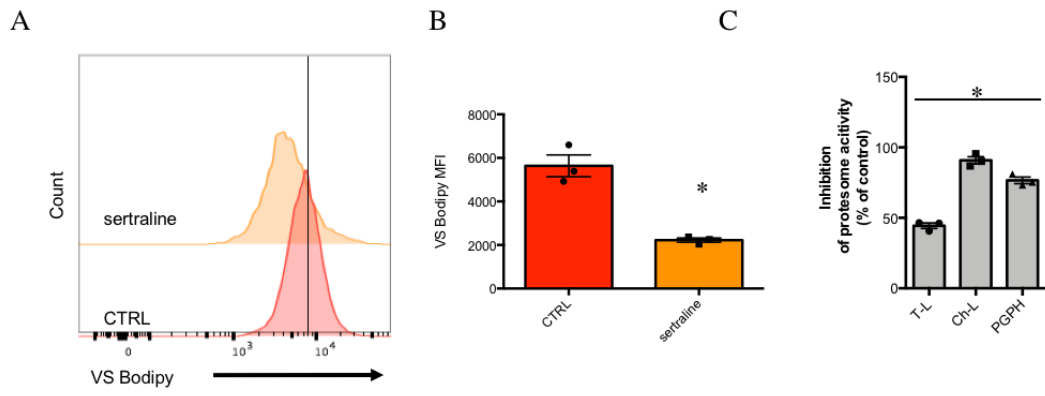 A
Count
sertraline
CTRL
0
10³
10⁴
VS Bodipy
B
VS Bodipy MFI
8000
6000
4000
2000
0
*
CTRL
sertraline
C
Inhibition
of protesome acitivity
(% of control)
150
100
50
0
*
T-L
Ch-L
PGPH